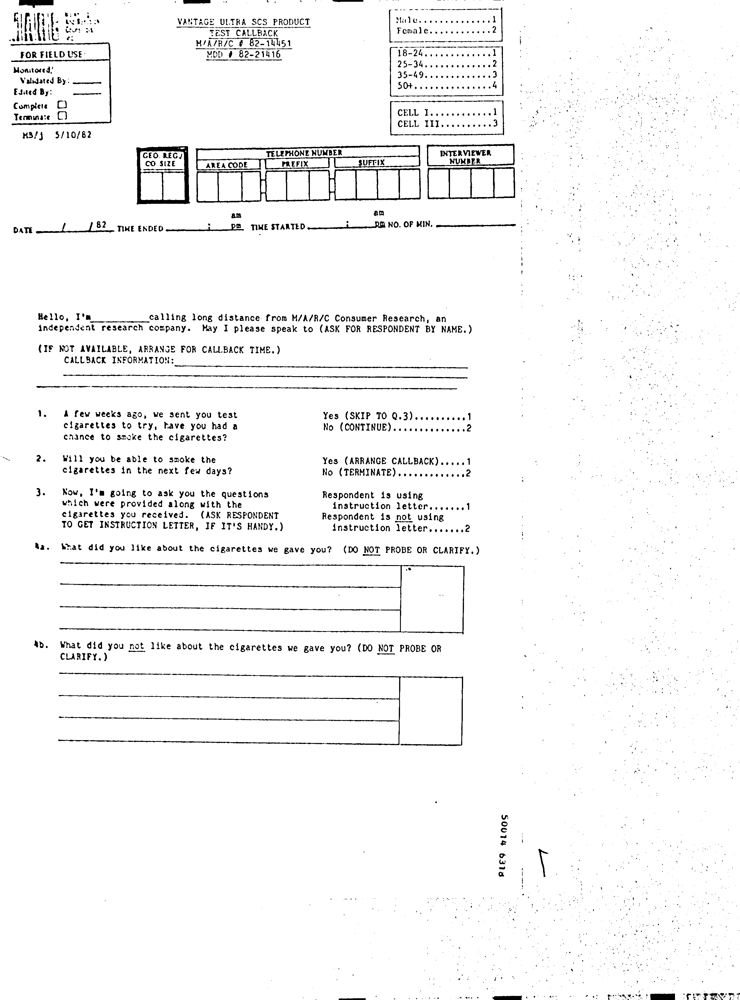 VANTAGE ULTRA SCS PRODUCT
TEST CALLBACK
M/A/R/C # 82-14451
MDD # 82-21416
Male............1
Female............2
18-24............1
25-34............2
35-49............3
50+............4
CELL I............1
CELL III..........3
FOR FIELD USE
Monitored/
Validated By:
Edited By:
Complete
Terminate
MS/j 5/10/82
GEO REG/
CO SIZE
TELEPHONE NUMBER
AREA CODE PREFIX SUFFIX
INTERVIEWER
NUMBER
DATE ___/___/82 TIME ENDED ___:___ am pm TIME STARTED ___:___ am pm NO. OF MIN. ___
Hello, I'm_________calling long distance from M/A/R/C Consumer Research, an
independent research company. May I please speak to (ASK FOR RESPONDENT BY NAME.)
(IF NOT AVAILABLE, ARRANGE FOR CALLBACK TIME.)
CALLBACK INFORMATION:
1. A few weeks ago, we sent you test
cigarettes to try, have you had a
chance to smoke the cigarettes?
Yes (SKIP TO Q.3)..........1
No (CONTINUE)..............2
2. Will you be able to smoke the
cigarettes in the next few days?
Yes (ARRANGE CALLBACK).....1
No (TERMINATE).............2
3. Now, I'm going to ask you the questions
which were provided along with the
cigarettes you received. (ASK RESPONDENT
TO GET INSTRUCTION LETTER, IF IT'S HANDY.)
Respondent is using
instruction letter.......1
Respondent is not using
instruction letter.......2
4a. What did you like about the cigarettes we gave you? (DO NOT PROBE OR CLARIFY.)
4b. What did you not like about the cigarettes we gave you? (DO NOT PROBE OR
CLARIFY.)
50014 6318